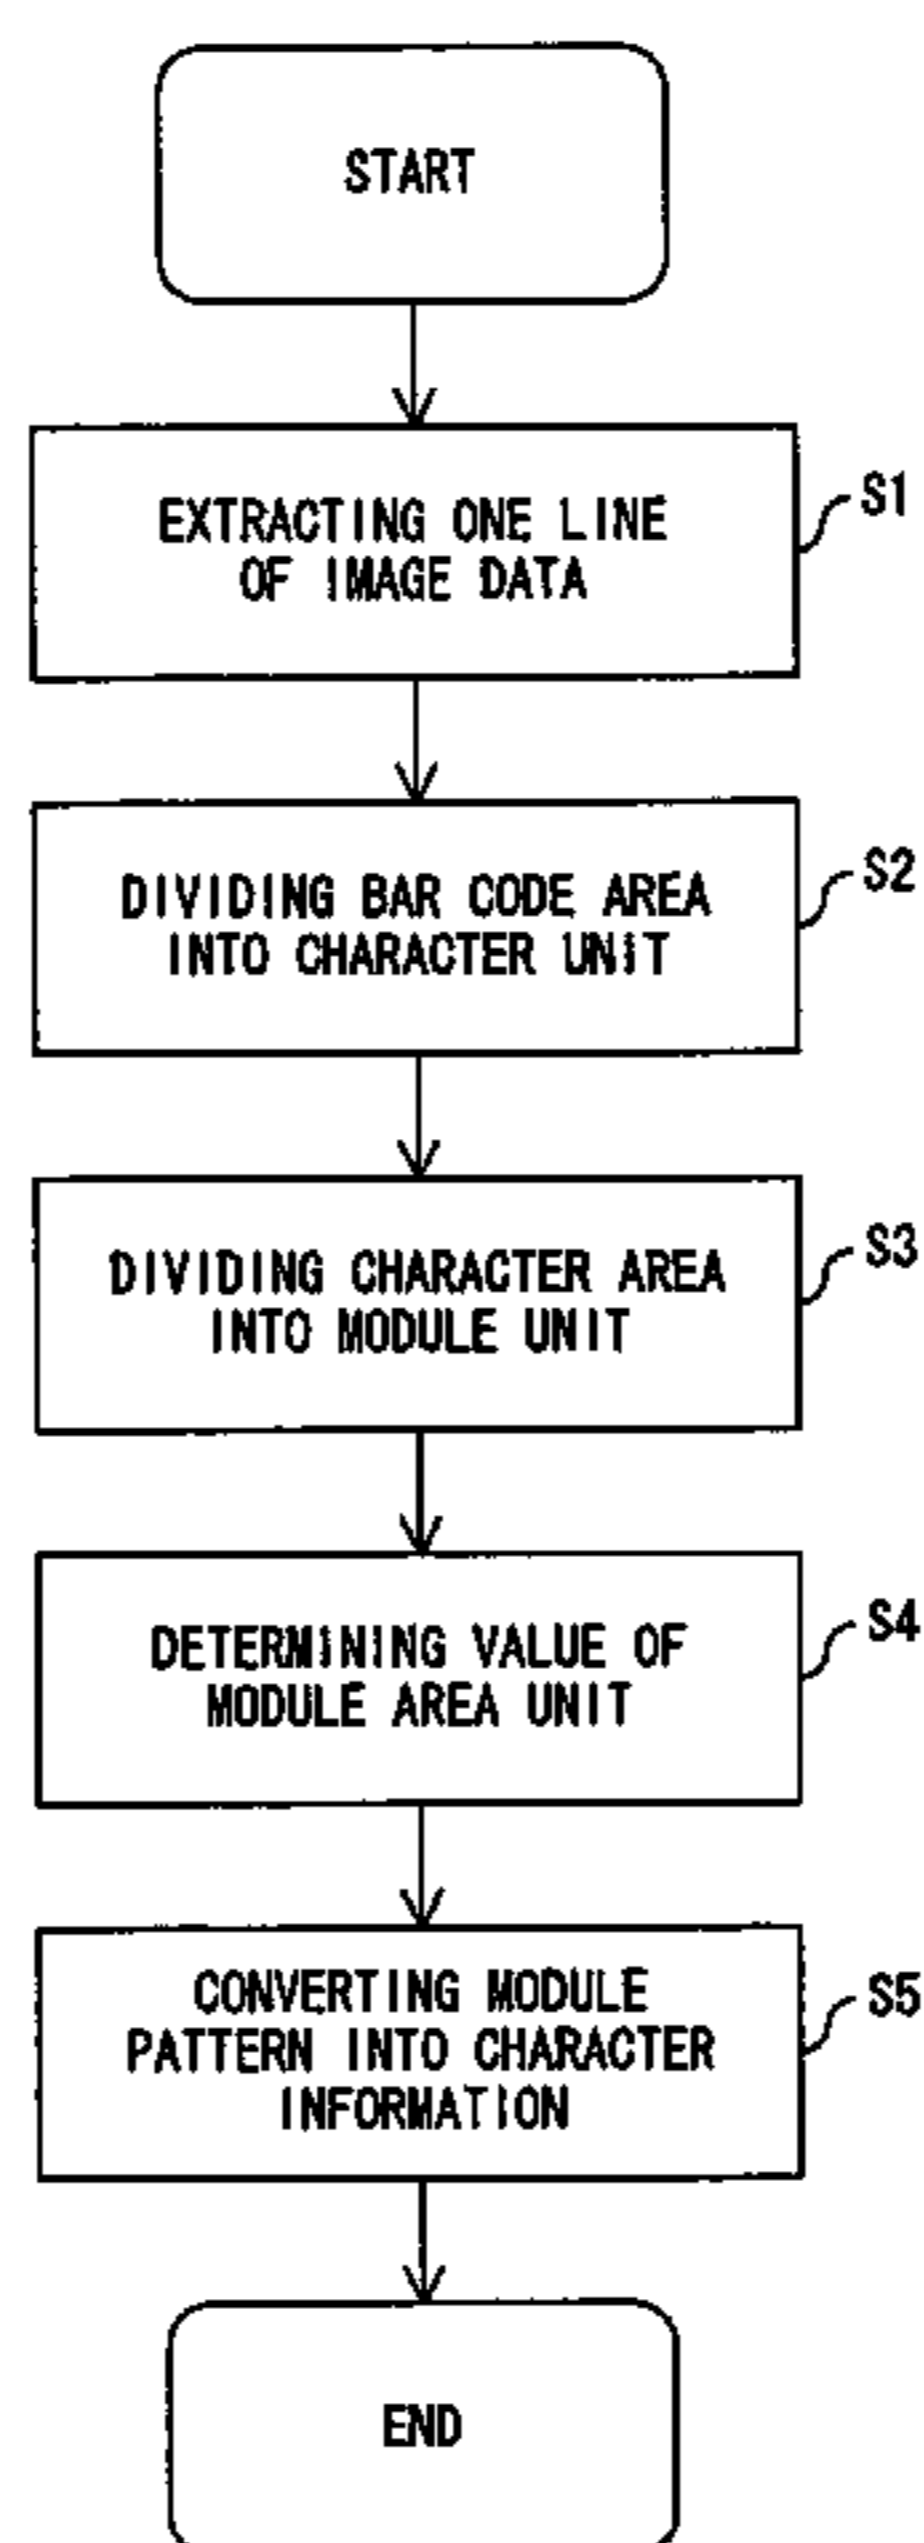 START
EXTRACTING ONE LINE
OF IMAGE DATA
S1
DIVIDING BAR CODE AREA
INTO CHARACTER UNIT
S2
DIVIDING CHARACTER AREA
INTO MODULE UNIT
S3
DETERMINING VALUE OF
MODULE AREA UNIT
S4
CONVERTING MODULE
PATTERN INTO CHARACTER
INFORMATION
S5
END